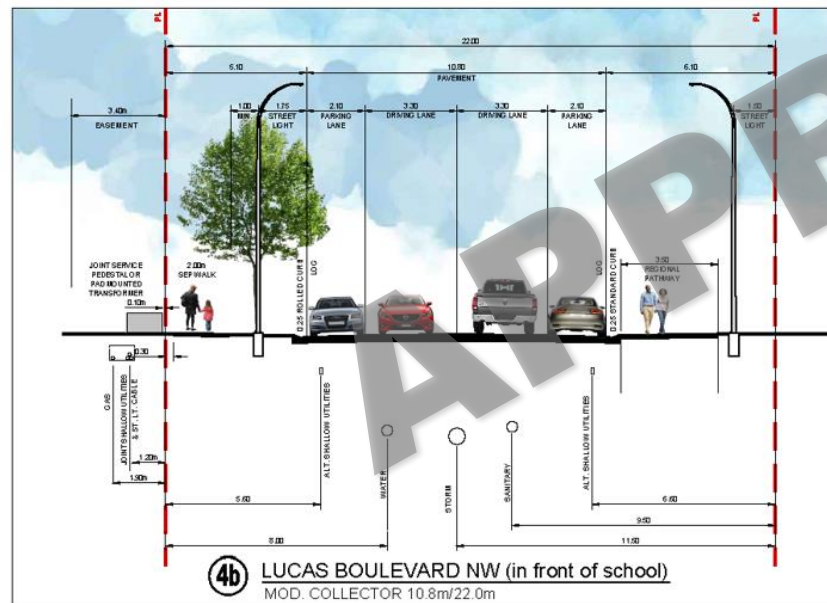 PL
PL
22.00
5.10
10.80
5.10
PAVEMENT
3.40m
EASEMENT
1.00
MIN.
1.75
STREET
LIGHT
2.10
PARKING
LANE
3.30
DRIVING LANE
3.30
DRIVING LANE
2.10
PARKING
LANE
1.50
STREET
LIGHT
JOINT SERVICE
PEDESTAL OR
PAD MOUNTED
TRANSFORMER
0.10m
2.00m
SEP.WALK
0.25 ROLLED CURB
LOG
LOG
0.25 STANDARD CURB
3.50
REGIONAL
PATHWAY
APPR
0.30
GAS
JOINT SHALLOW UTILITIES
& ST. LT. CABLE
1.20m
1.90m
ALT. SHALLOW UTILITIES
WATER
STORM
SANITARY
ALT. SHALLOW UTILITIES
5.60
6.60
9.50
8.00
11.50
4b LUCAS BOULEVARD NW (in front of school)
MOD. COLLECTOR 10.8m/22.0m